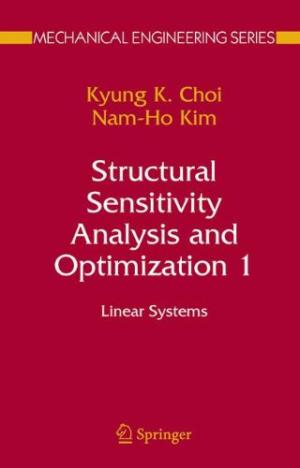 MECHANICAL ENGINEERING SERIES
Kyung K. Choi
Nam-Ho Kim
Structural
Sensitivity
Analysis and
Optimization 1
Linear Systems
Springer